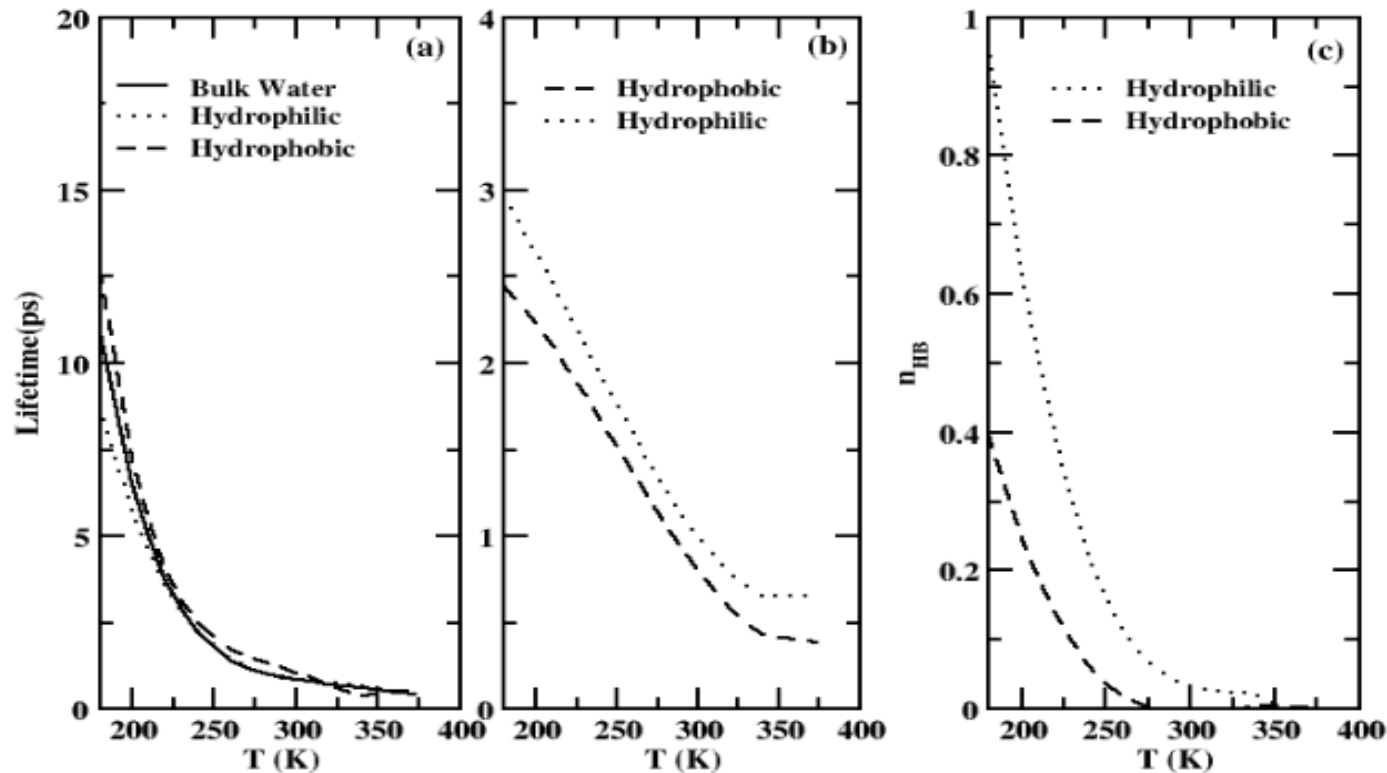 20
15
10
5
0
Lifetime(ps)
(a)
Bulk Water
Hydrophilic
Hydrophobic
200 250 300 350 400
T (K)
4
3
2
1
0
(b)
Hydrophobic
Hydrophilic
200 250 300 350 400
T (K)
1
0.8
0.6
0.4
0.2
0
nHB
(c)
Hydrophilic
Hydrophobic
200 250 300 350 400
T (K)